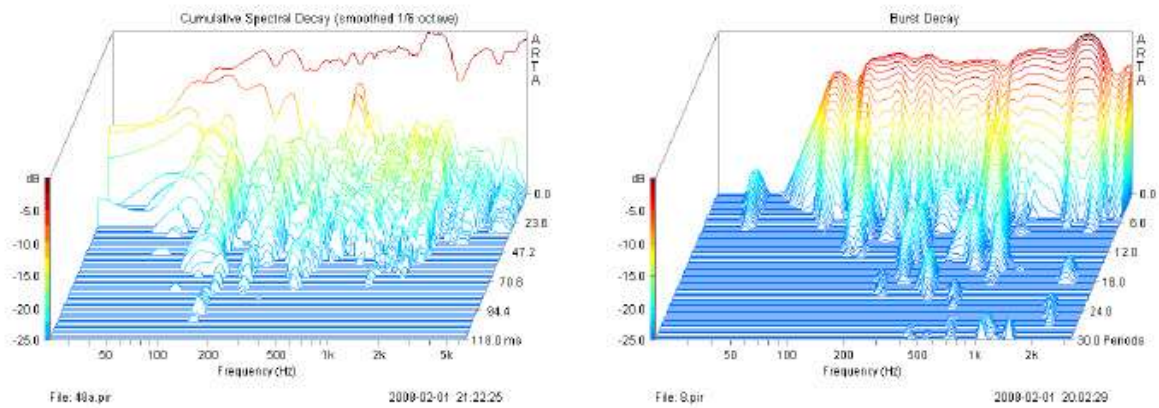 Cumulative Spectral Decay (smoothed 1/6 octave)
A
R
T
A
dB
-5.0
-10.0
-15.0
-20.0
-25.0
0.0
23.6
47.2
70.8
94.4
118.0 ms
50 100 200 500 1k 2k 5k
Frequency (Hz)
File: 48a.pir 2008-02-01 21:22:25
Burst Decay
A
R
T
A
dB
-5.0
-10.0
-15.0
-20.0
-25.0
0.0
6.0
12.0
18.0
24.0
30.0 Periods
50 100 200 500 1k 2k
Frequency (Hz)
File: 8.pir 2008-02-01 20:02:29